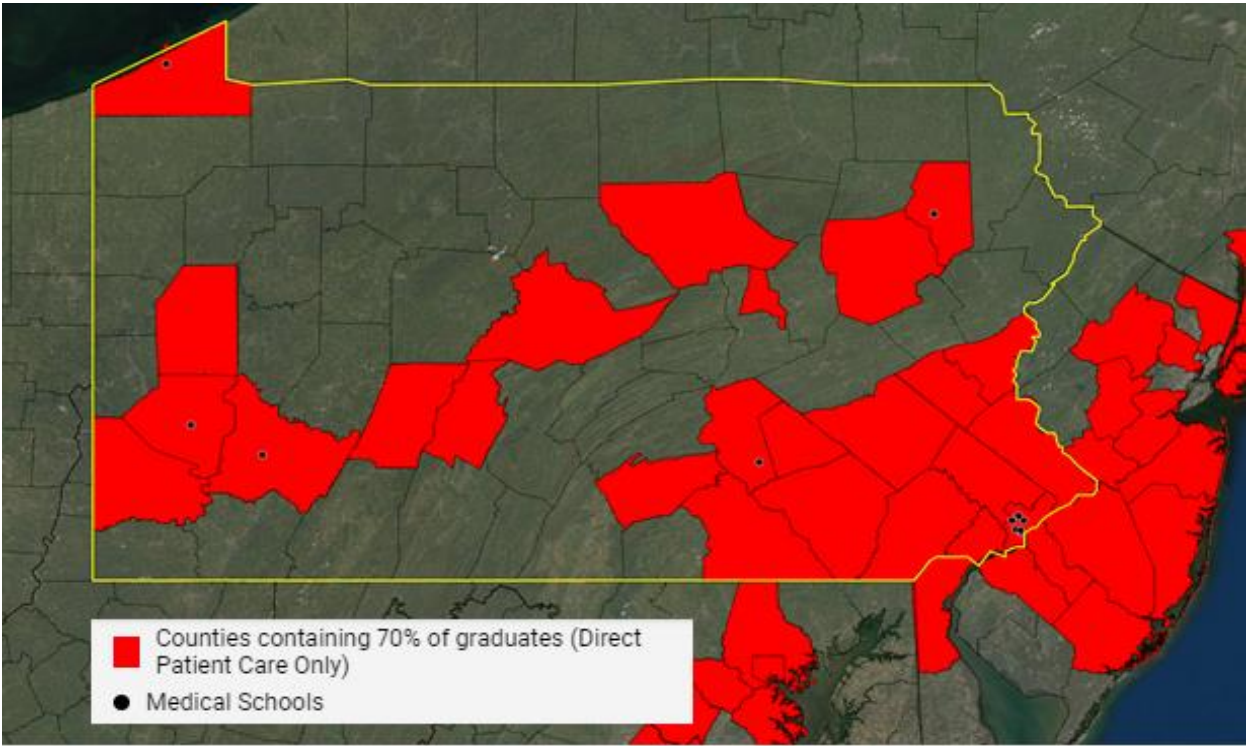 Counties containing 70% of graduates (Direct
Patient Care Only)
Medical Schools